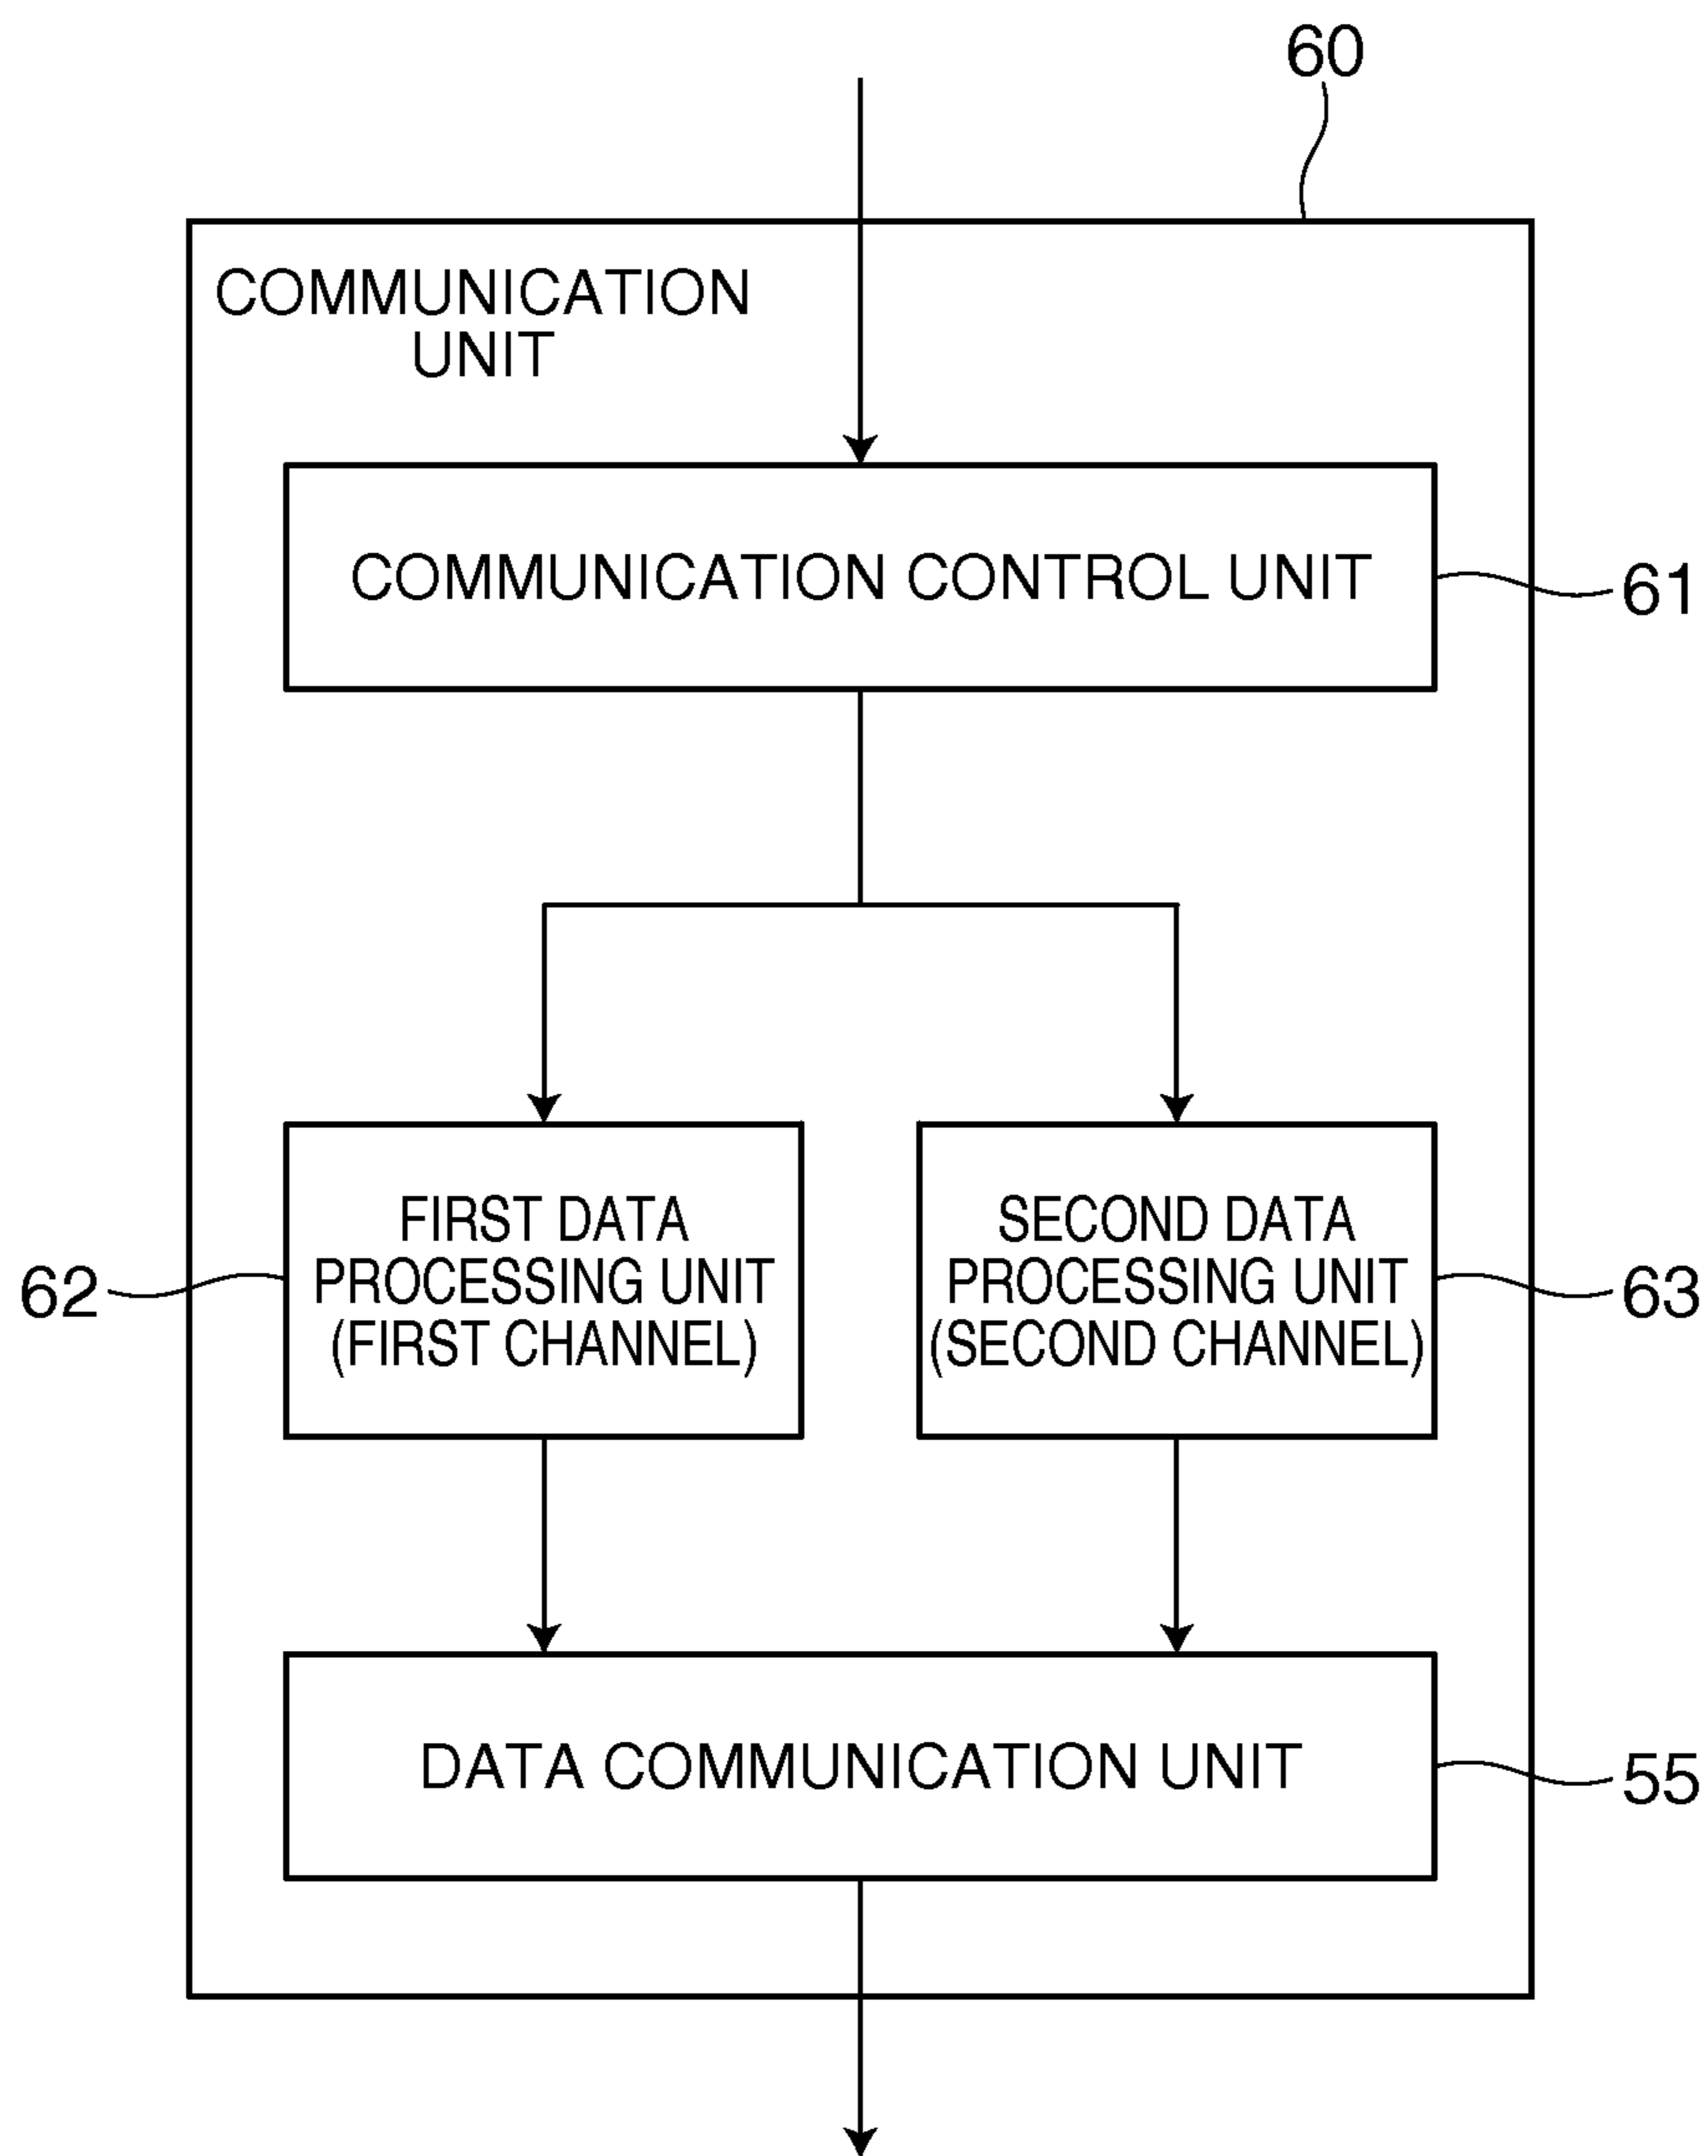 60
COMMUNICATION
UNIT
COMMUNICATION CONTROL UNIT
61
FIRST DATA
PROCESSING UNIT
(FIRST CHANNEL)
62
SECOND DATA
PROCESSING UNIT
(SECOND CHANNEL)
63
DATA COMMUNICATION UNIT
55